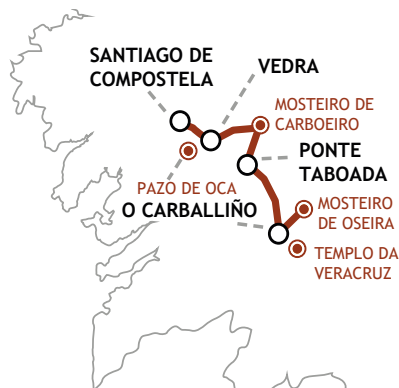 SANTIAGO DE
COMPOSTELA
VEDRA
MOSTEIRO DE
CARBOEIRO
PONTE
TABOADA
PAZO DE OCA
O CARBALLIÑO
MOSTEIRO
DE OSEIRA
TEMPLO DA
VERACRUZ